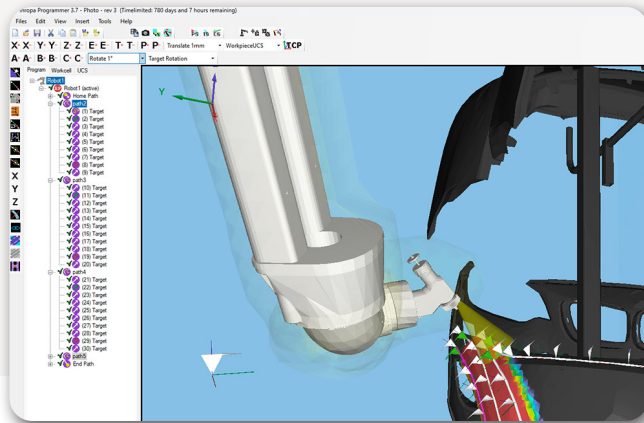 Programmer 3.7 - Photo - rev 3 (Timelimited: 780 days and 7 hours remaining)
Files Edit View Insert Tools Help
X X Y Y Z Z E E T T P P Translate 1mm WorkpieceUCS TCP
A A B B C C Rotate 1° Target Rotation
Program Workcell UCS
Robot1
Robot1 (active)
Home Path
path2
(1) Target
(2) Target
(3) Target
(4) Target
(5) Target
(6) Target
(7) Target
(8) Target
(9) Target
path3
(10) Target
(11) Target
(12) Target
(13) Target
(14) Target
(15) Target
(16) Target
(17) Target
(18) Target
(19) Target
(20) Target
path4
(21) Target
(22) Target
(23) Target
(24) Target
(25) Target
(26) Target
(27) Target
(28) Target
(29) Target
(30) Target
path5
End Path
X
Y
Z
Y